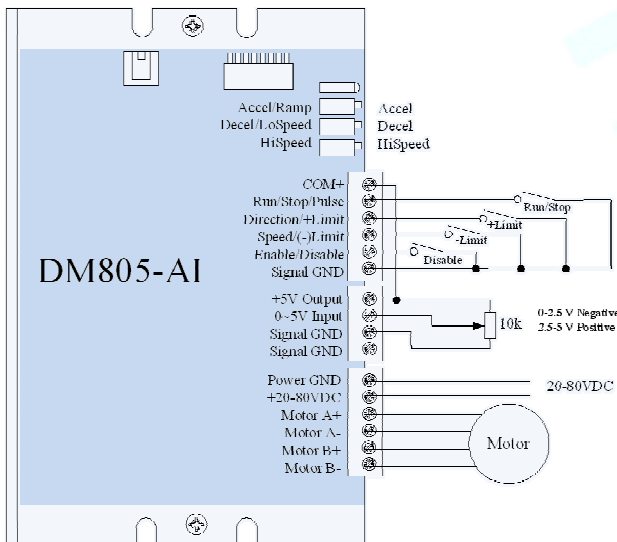 Accel/Ramp
Accel
Decel/LoSpeed
Decel
HiSpeed
HiSpeed
COM+
Run/Stop/Pulse
Run/Stop
Direction/+Limit
+Limit
Speed/(-)Limit
-Limit
Enable/Disable
Disable
Signal GND
DM805-AI
+5V Output
0~5V Input
10k
0-2.5 V Negative
2.5-5 V Positive
Signal GND
Signal GND
Power GND
+20-80VDC
20-80VDC
Motor A+
Motor A-
Motor B+
Motor B-
Motor